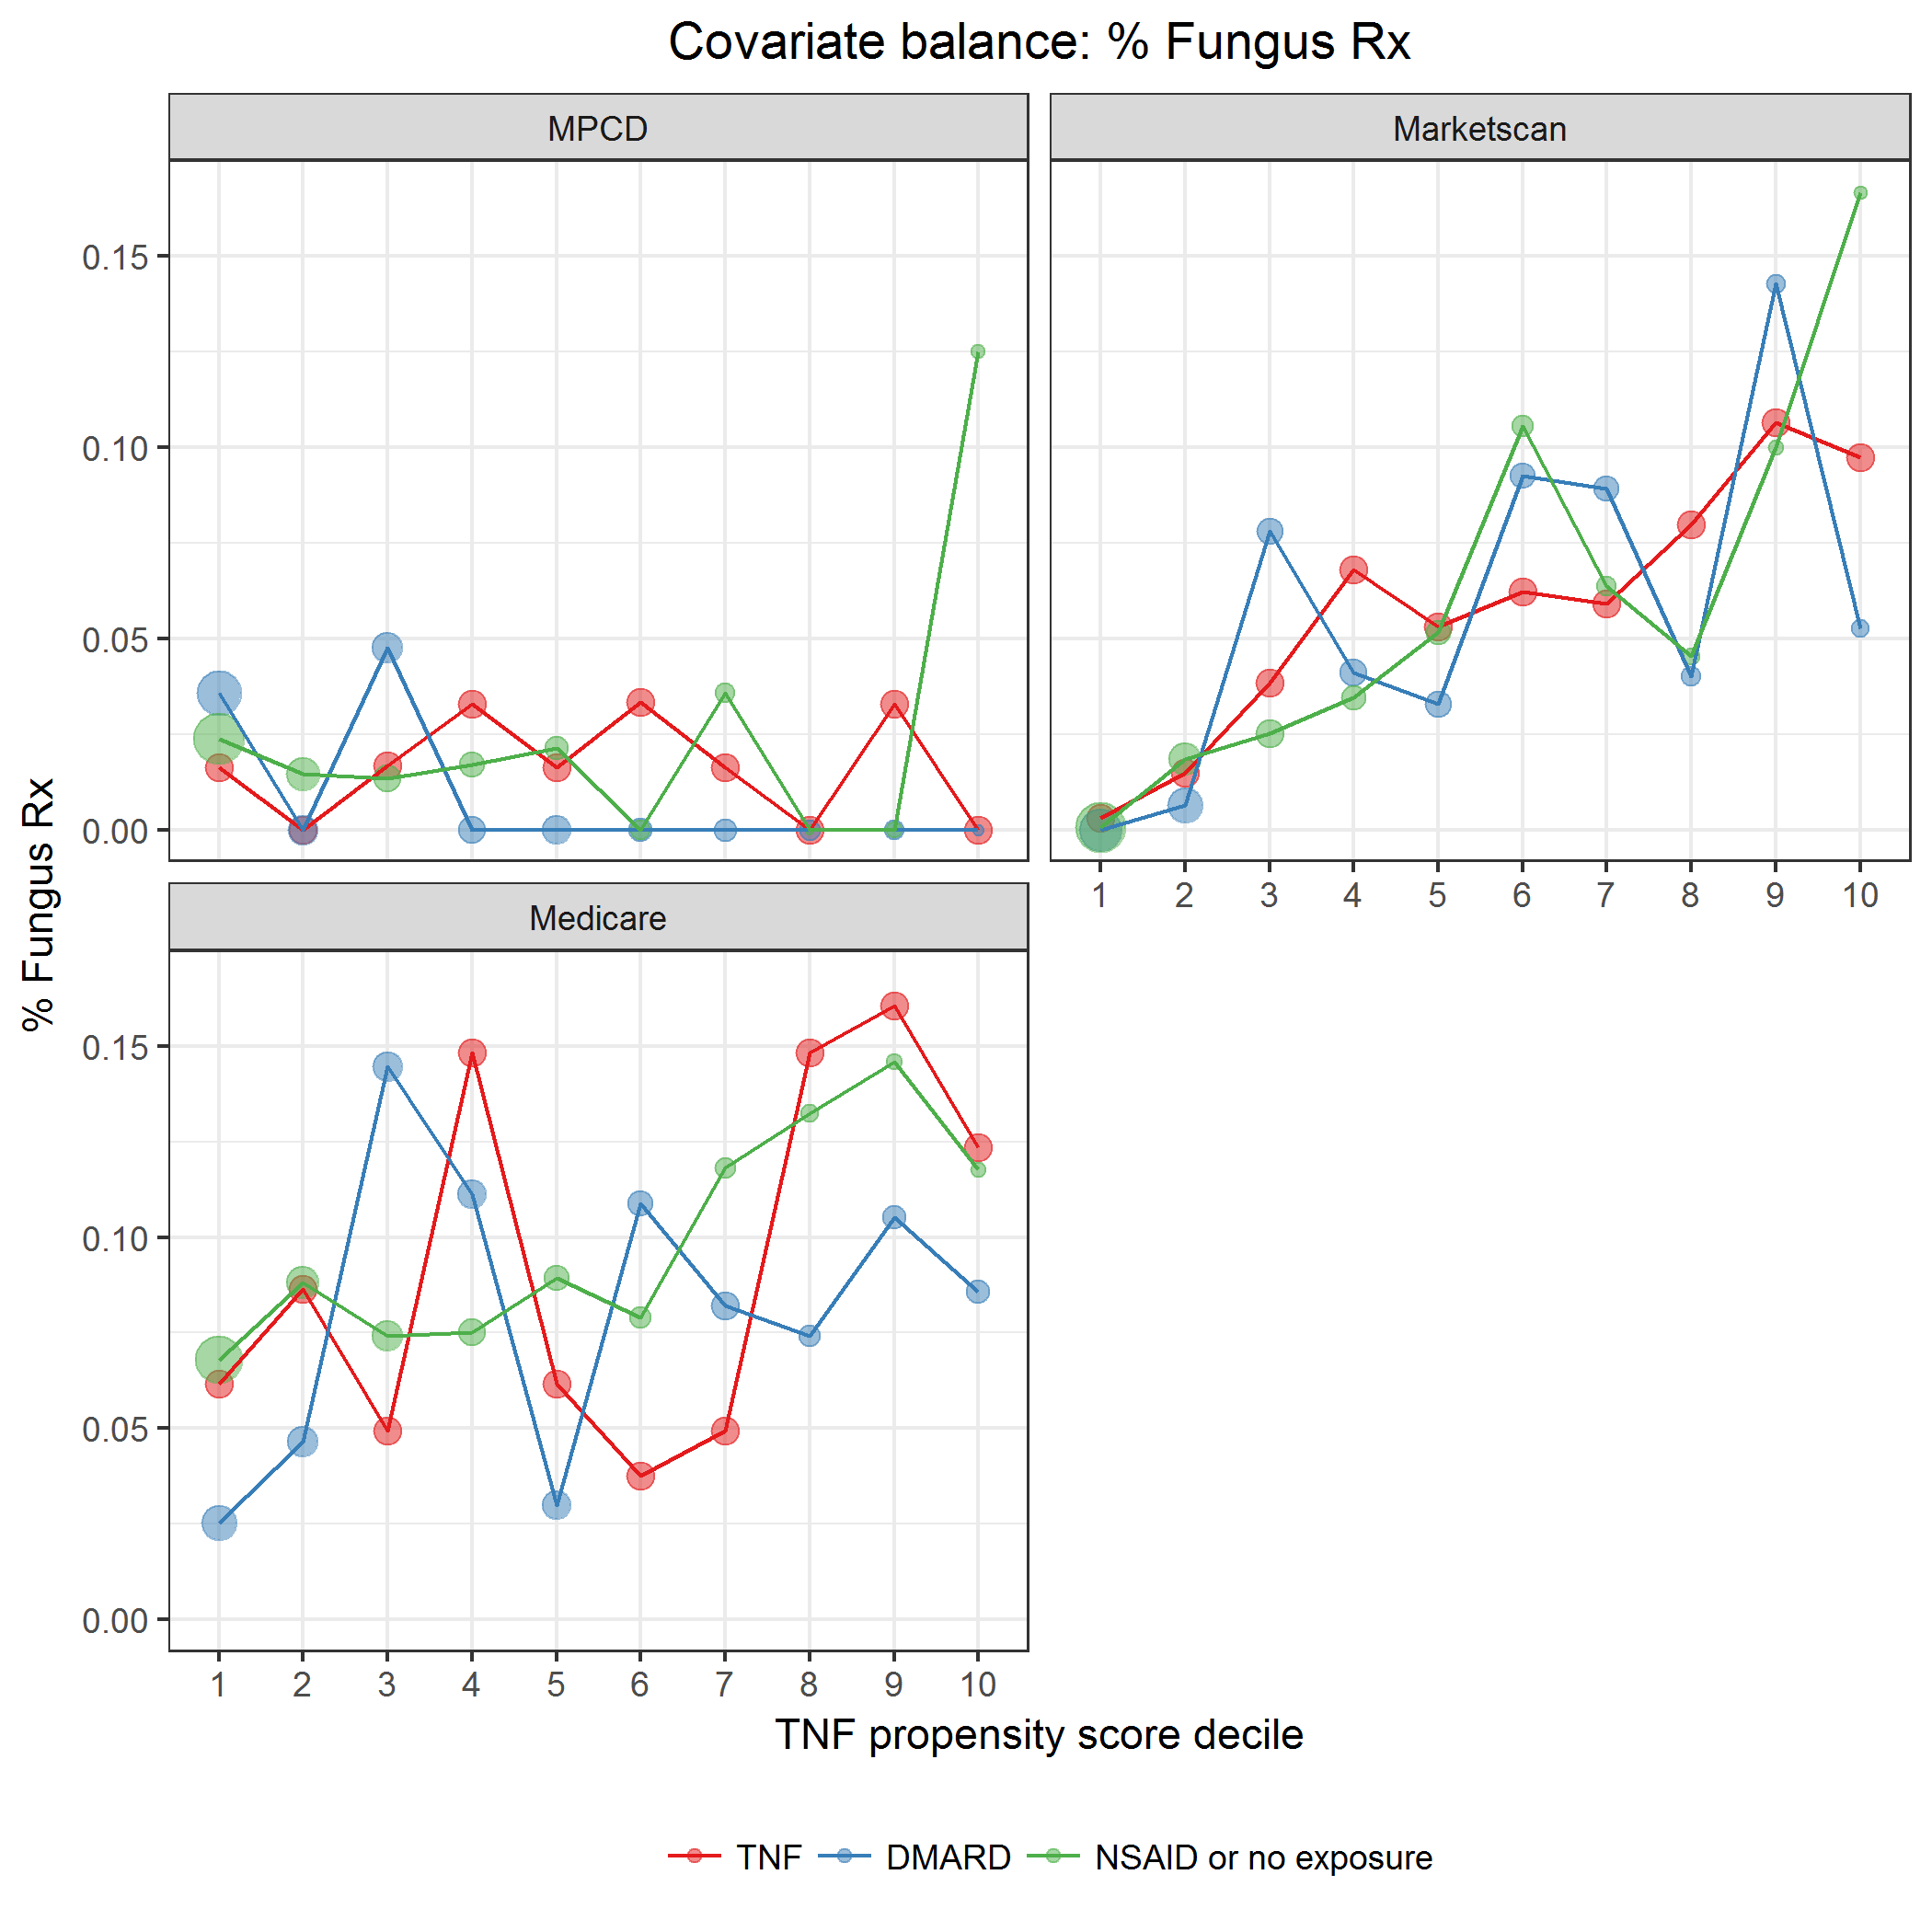 Covariate balance: % Fungus Rx
MPCD
Marketscan
0.15
0.10
0.05
0.00
1 2 3 4 5 6 7 8 9 10
% Fungus Rx
Medicare
0.15
0.10
0.05
0.00
1 2 3 4 5 6 7 8 9 10
TNF propensity score decile
TNF DMARD NSAID or no exposure